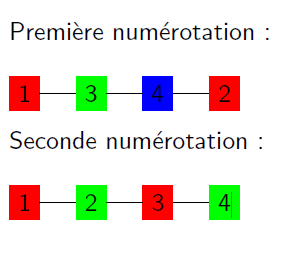 Première numérotation :
1 3 4 2
Seconde numérotation :
1 2 3 4